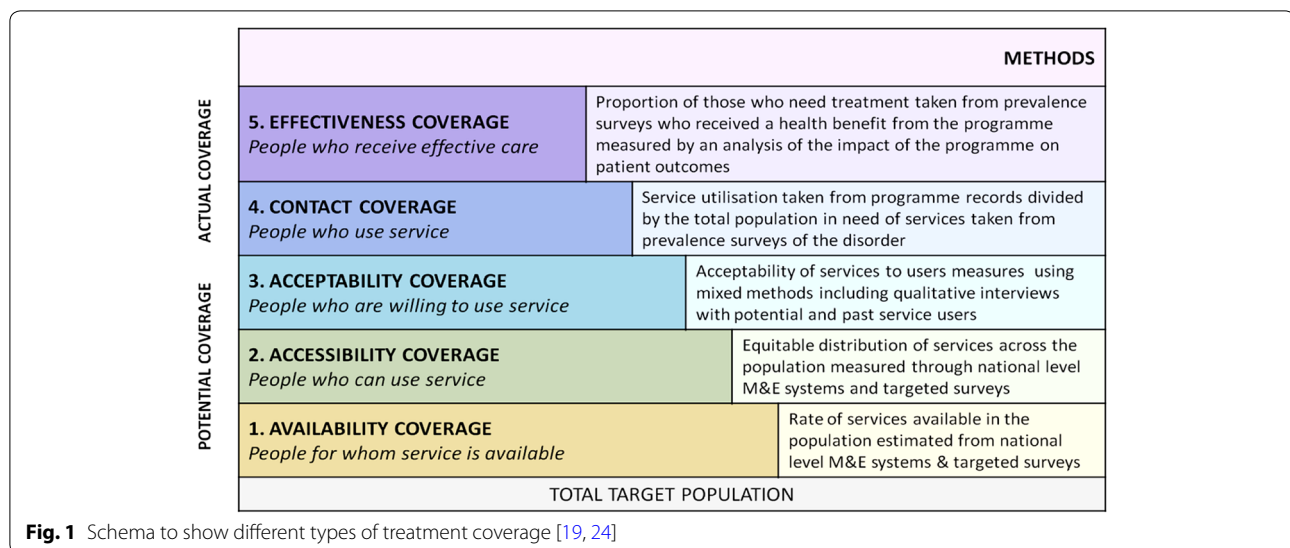 METHODS
ACTUAL COVERAGE
5. EFFECTIVENESS COVERAGE
People who receive effective care
Proportion of those who need treatment taken from prevalence
surveys who received a health benefit from the programme
measured by an analysis of the impact of the programme on
patient outcomes
4. CONTACT COVERAGE
People who use service
Service utilisation taken from programme records divided
by the total population in need of services taken from
prevalence surveys of the disorder
POTENTIAL COVERAGE
3. ACCEPTABILITY COVERAGE
People who are willing to use service
Acceptability of services to users measures using
mixed methods including qualitative interviews
with potential and past service users
2. ACCESSIBILITY COVERAGE
People who can use service
Equitable distribution of services across the
population measured through national level
M&E systems and targeted surveys
1. AVAILABILITY COVERAGE
People for whom service is available
Rate of services available in the
population estimated from national
level M&E systems & targeted surveys
TOTAL TARGET POPULATION
Fig. 1 Schema to show different types of treatment coverage [19, 24]